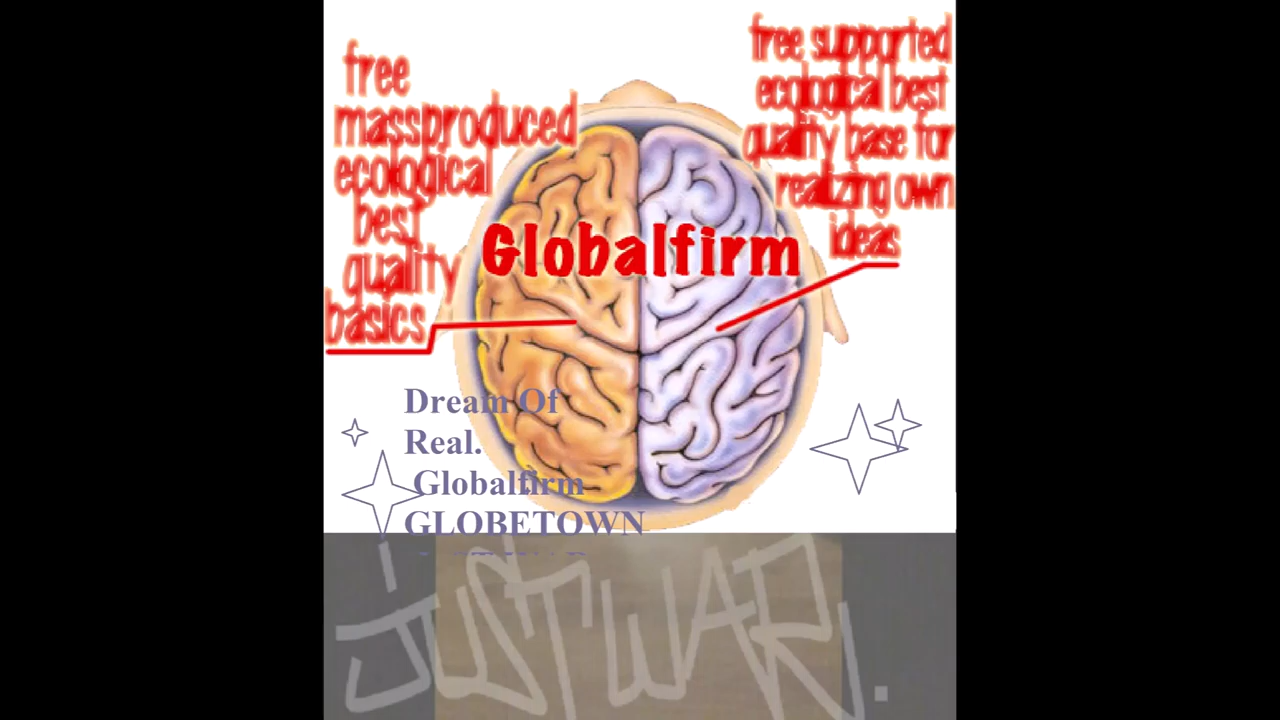 free
massproduced
ecological
best
quality
basics
free supported
ecological best
quality base for
realizing own
ideas
Globalfirm
Dream Of
Real.
Globalfirm
GLOBETOWN
JUST WAR.